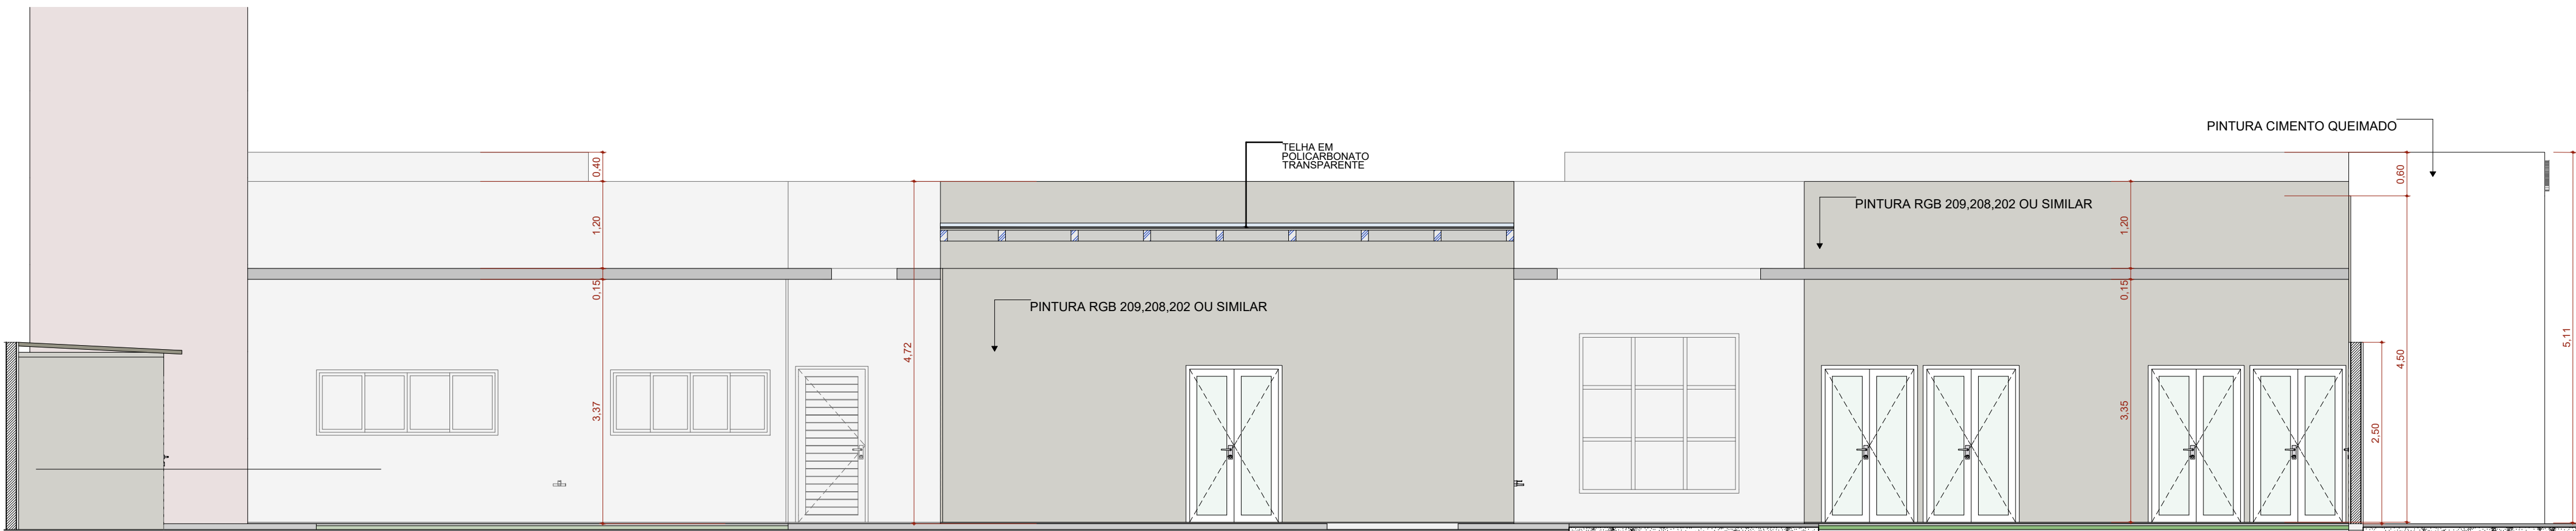 PINTURA CIMENTO QUEIMADO
TELHA EM
POLICARBONATO
TRANSPARENTE
0,40
0,60
PINTURA RGB 209,208,202 OU SIMILAR
1,20
1,20
0,15
0,15
PINTURA RGB 209,208,202 OU SIMILAR
5,11
4,72
4,50
3,37
3,35
2,50